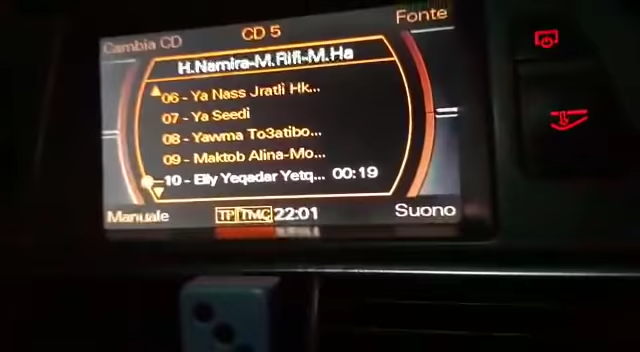 Cambia CD
CD 5
Fonte
H.Namira-M.Rifi-M.Ha
06 - Ya Nass Jratli Hk...
07 - Ya Seedi
08 - Yawma To3atibo...
09 - Maktob Alina-Mo...
10 - Elly Yeqadar Yetq... 00:19
Manuale
TP TMC 22:01
Suono